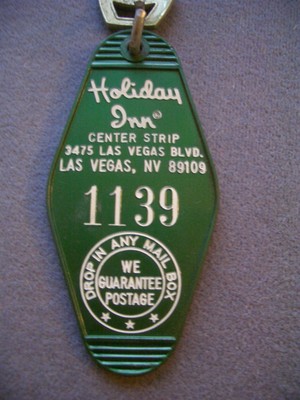 Holiday
Inn®
CENTER STRIP
3475 LAS VEGAS BLVD.
LAS VEGAS, NV 89109
1139
DROP IN ANY MAIL BOX
WE
GUARANTEE
POSTAGE